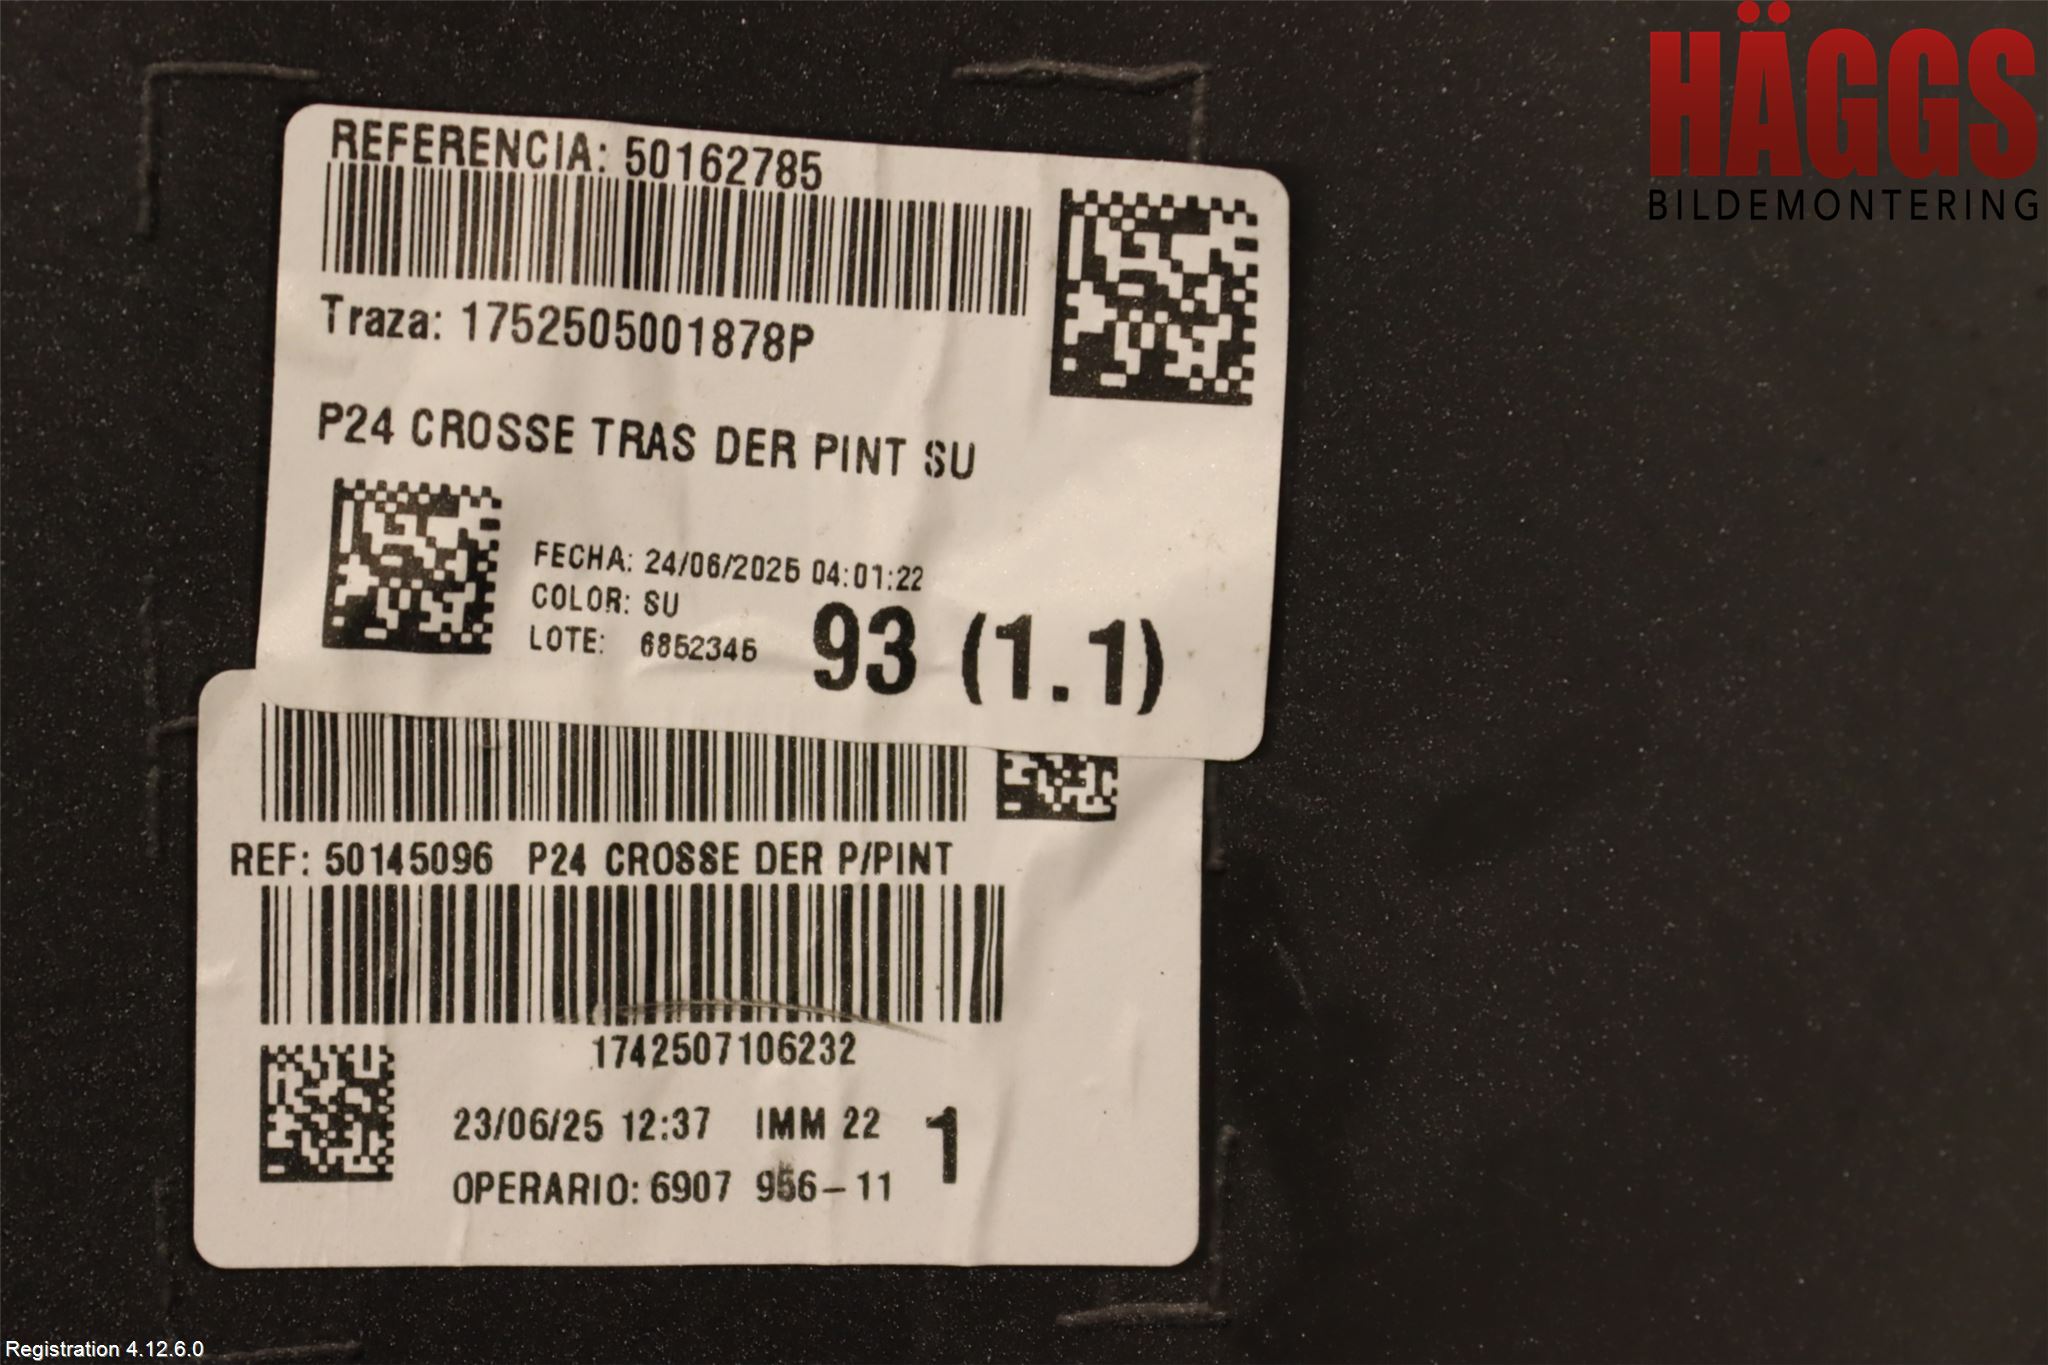 HÄGGS
BILDEMONTERING
REFERENCIA: 50162785
Traza: 1752505001878P
P24 CROSSE TRAS DER PINT SU
FECHA: 24/06/2025 04:01:22
COLOR: SU
LOTE: 6852345
93 (1.1)
REF: 50145096 P24 CROSSE DER P/PINT
1742507106232
23/06/25 12:37 IMM 22 1
OPERARIO: 6907 956-11
Registration 4.12.6.0